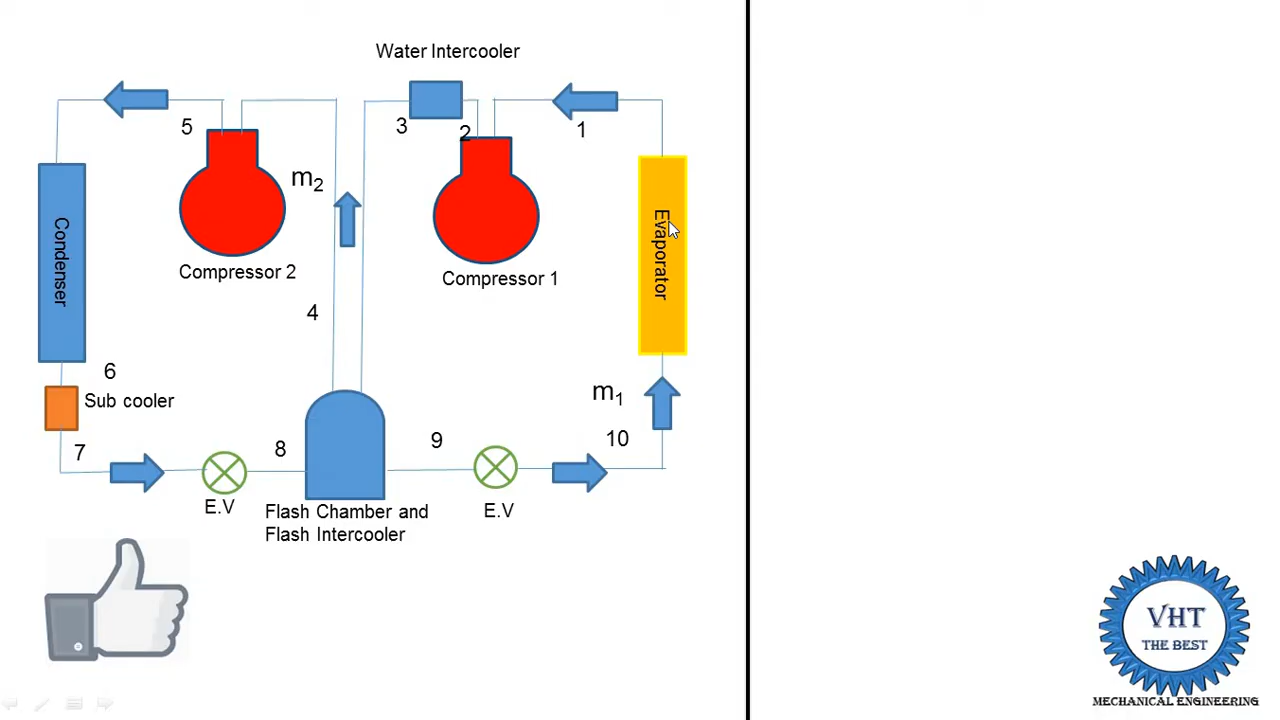 Water Intercooler
5
3
2
1
m2
Condenser
Evaporator
Compressor 2
Compressor 1
4
6
Sub cooler
m1
7
8
9
10
E.V
E.V
Flash Chamber and
Flash Intercooler
VHT
THE BEST
MECHANICAL ENGINEERING